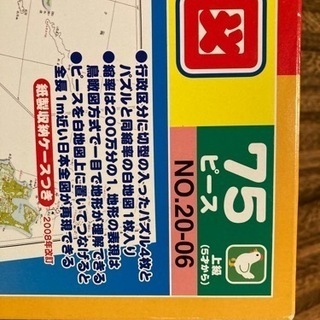 ●行政区分に切形の入ったパズル4枚と
パズルと同縮率の白地図1枚入り
●縮率は200万分の1、地形の表現は
鳥瞰図方式で一目で地形が理解できる
●ピースを白地図上に置いてつなげると
全長1m近い日本全図が再現できる
紙製収納ケースつき
2008年改訂
75
ピース
NO.20-06
上級
(5才から)